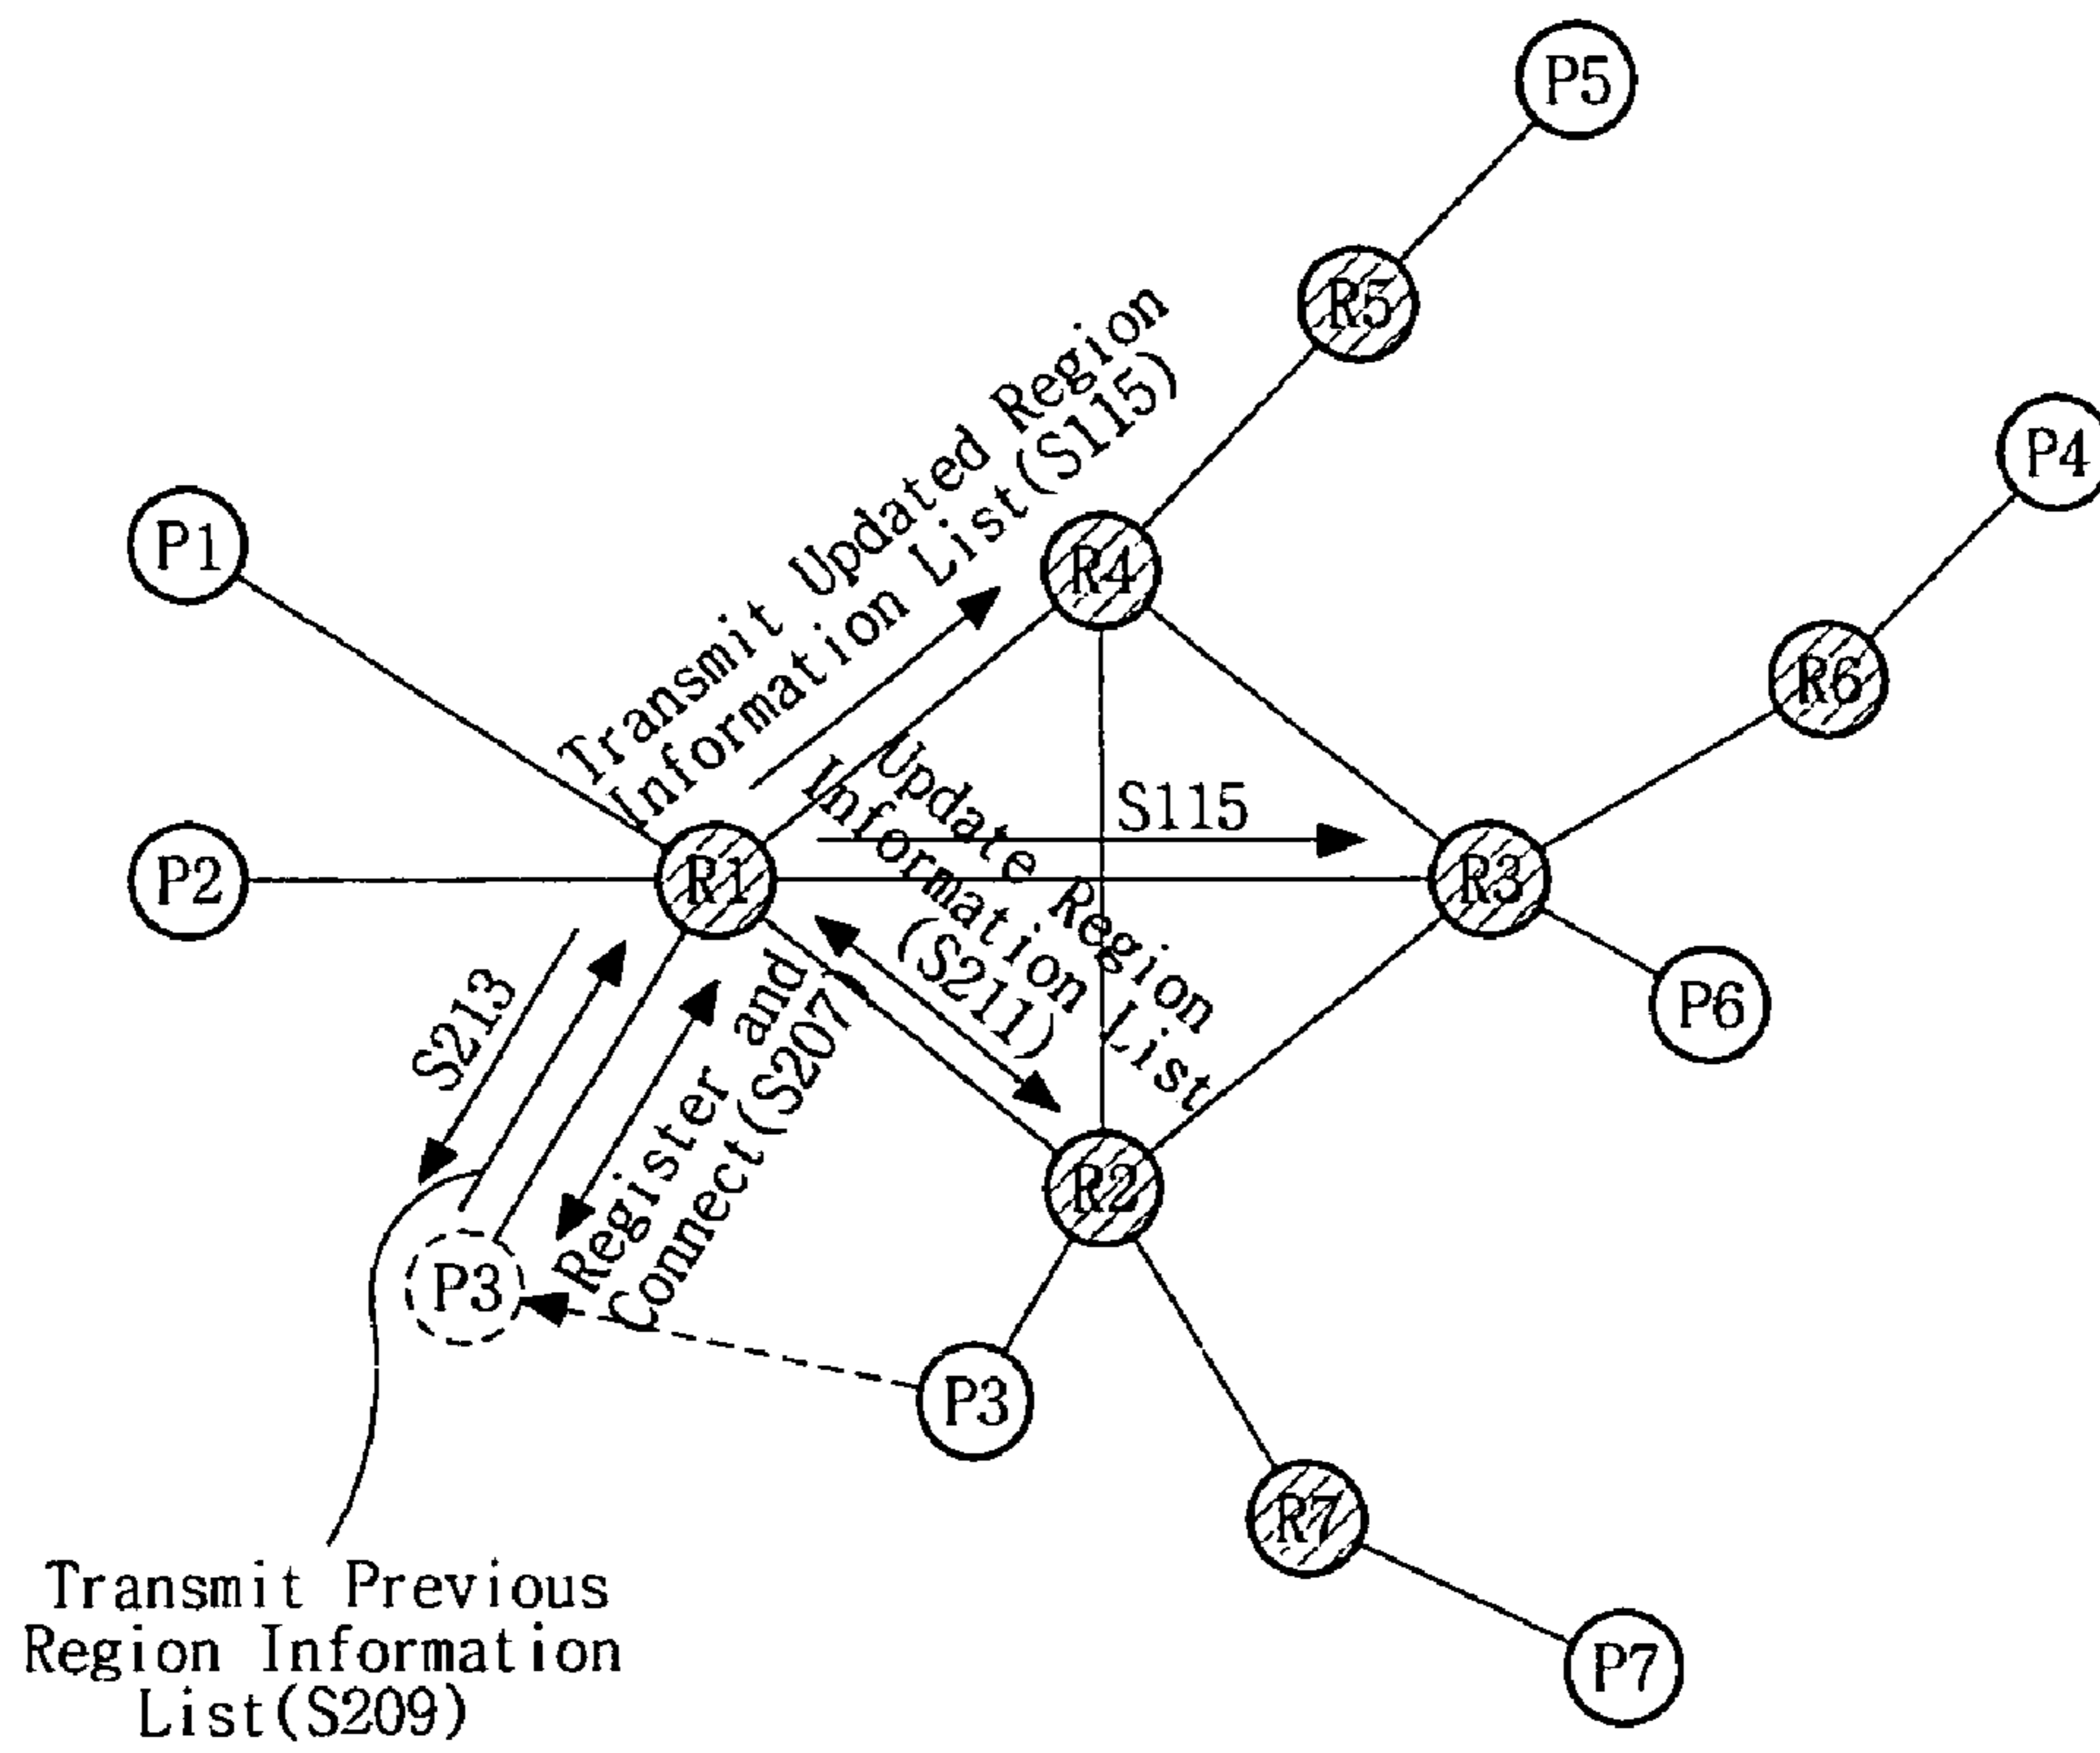 P5
R5
P4
Transmit Updated Region
Information List(S115)
P1
R4
R6
Update Region
Information List
(S211)
S115
P2
R1
R3
P6
S213
Register and
Connect(S207
R2
P3
P3
R7
P7
Transmit Previous
Region Information
List(S209)